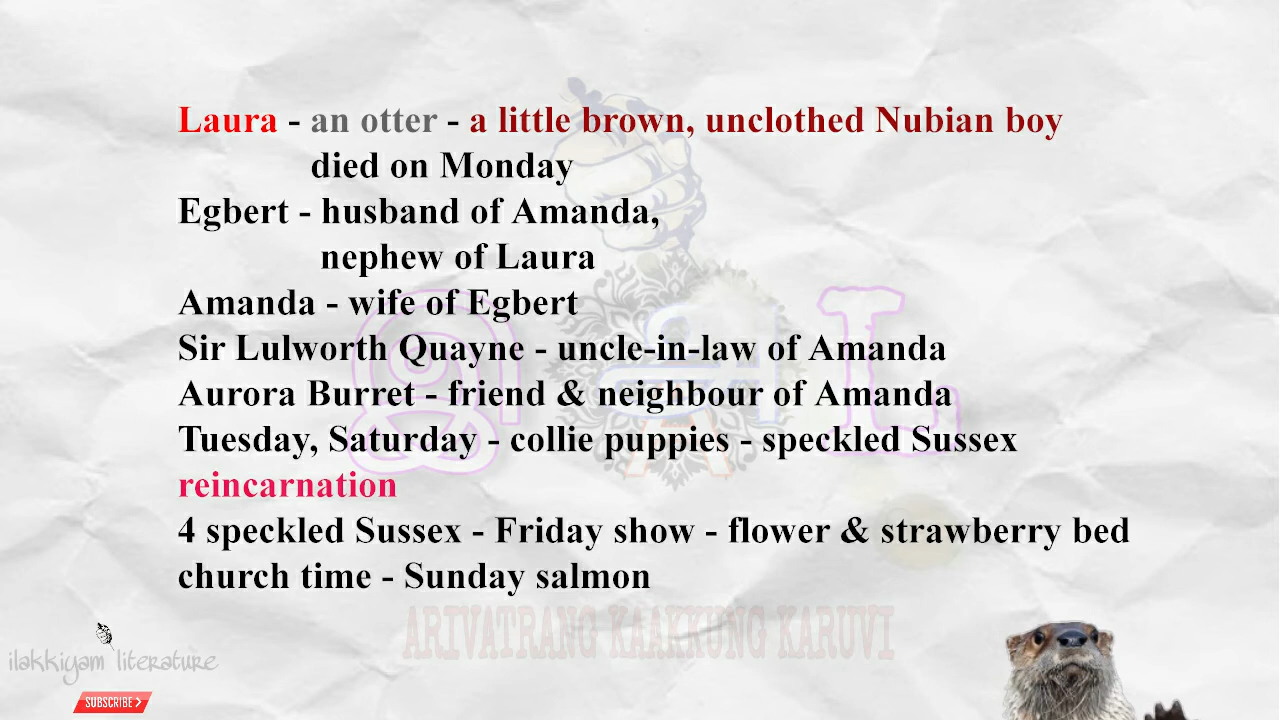 Laura - an otter - a little brown, unclothed Nubian boy
died on Monday
Egbert - husband of Amanda,
nephew of Laura
Amanda - wife of Egbert
Sir Lulworth Quayne - uncle-in-law of Amanda
Aurora Burret - friend & neighbour of Amanda
Tuesday, Saturday - collie puppies - speckled Sussex
reincarnation
4 speckled Sussex - Friday show - flower & strawberry bed
church time - Sunday salmon
ARIVATRANG KAAKKUNG KARUVI
ilakkiyam literature
SUBSCRIBE >